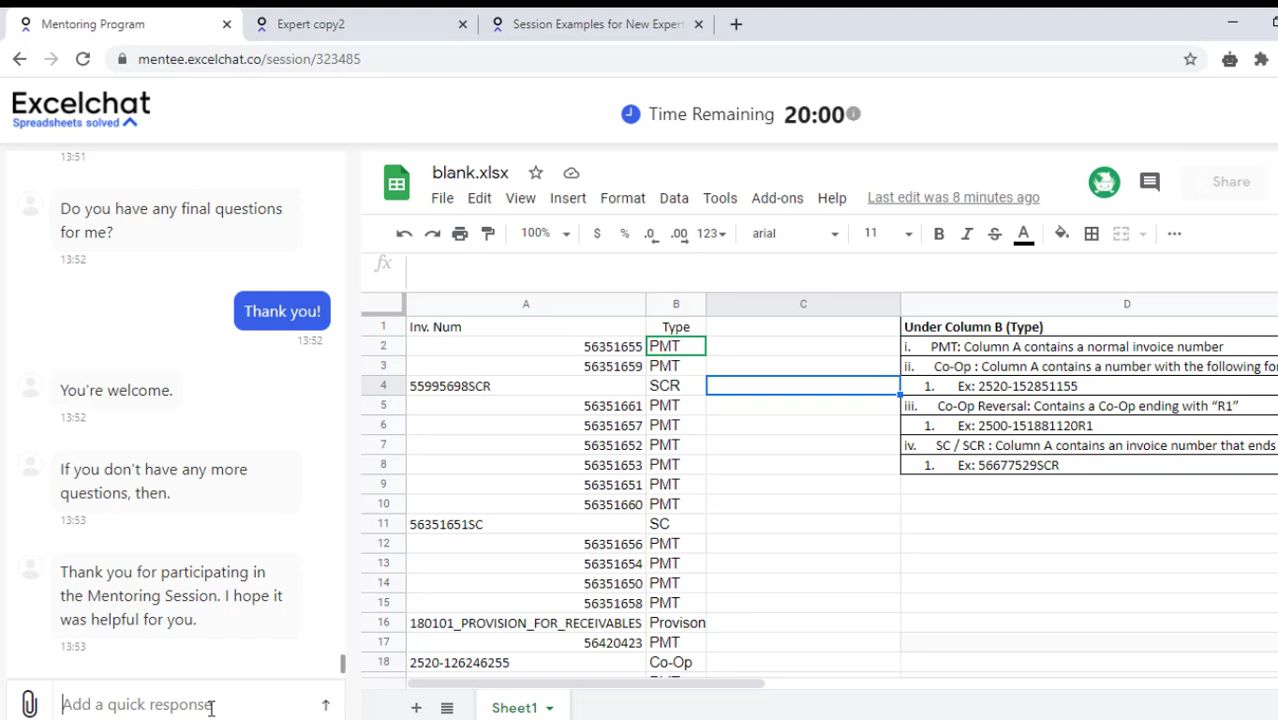 Mentoring Program
Expert copy2
Session Examples for New Expert
mentee.excelchat.co/session/323485
Excelchat
Spreadsheets solved
Time Remaining 20:00
13:51
Do you have any final questions
for me?
13:52
Thank you!
13:52
You're welcome.
13:52
If you don't have any more
questions, then.
13:53
Thank you for participating in
the Mentoring Session. I hope it
was helpful for you.
13:53
Add a quick response
blank.xlsx
File Edit View Insert Format Data Tools Add-ons Help Last edit was 8 minutes ago
Share
100% $ % .0 .00 123 arial 11 B I S A
fx
A B C D
1 Inv. Num Type Under Column B (Type)
2 56351655 PMT i. PMT: Column A contains a normal invoice number
3 56351659 PMT ii. Co-Op : Column A contains a number with the following for
4 55995698SCR SCR 1. Ex: 2520-152851155
5 56351661 PMT iii. Co-Op Reversal: Contains a Co-Op ending with “R1”
6 56351657 PMT 1. Ex: 2500-151881120R1
7 56351652 PMT iv. SC / SCR : Column A contains an invoice number that ends
8 56351653 PMT 1. Ex: 56677529SCR
9 56351651 PMT
10 56351660 PMT
11 56351651SC SC
12 56351656 PMT
13 56351654 PMT
14 56351650 PMT
15 56351658 PMT
16 180101_PROVISION_FOR_RECEIVABLES Provison
17 56420423 PMT
18 2520-126246255 Co-Op
Sheet1